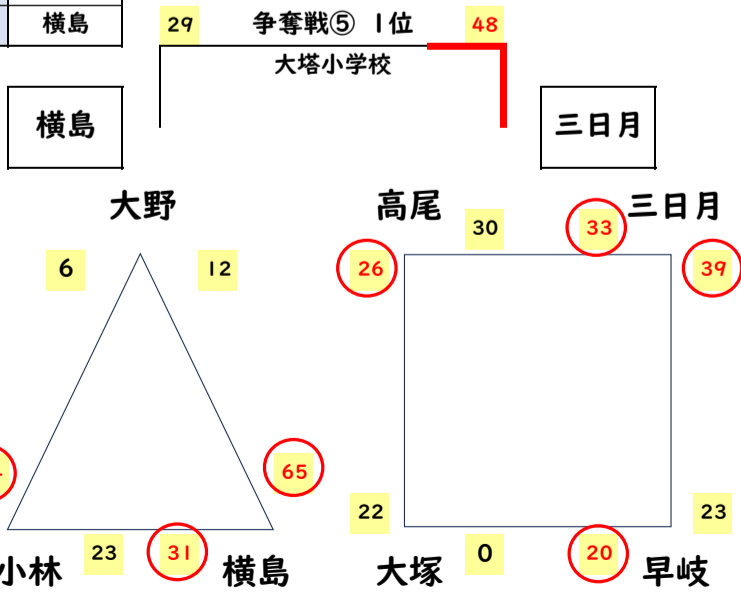 横島
29 争奪戦⑤ 1位 48
大塔小学校
横島 三日月
大野 高尾 三日月
30 33
6 12 26 39
65
22 23
23 31 0 20
小林 横島 大塚 早岐